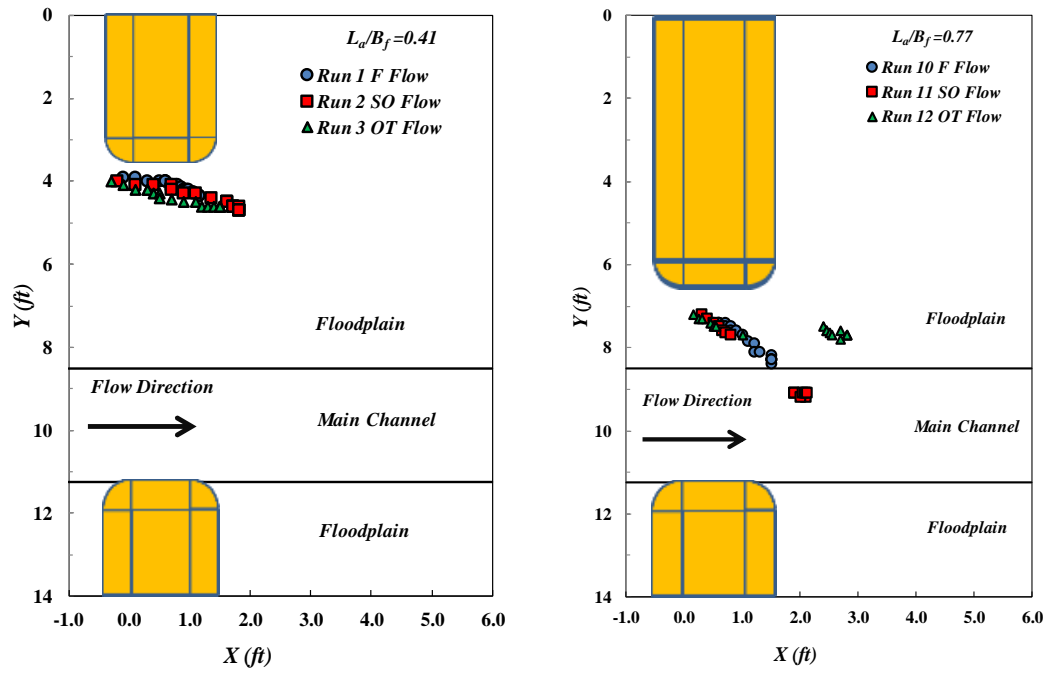 L_a/B_f =0.41
Run 1 F Flow
Run 2 SO Flow
Run 3 OT Flow
0
2
4
6
8
10
12
14
Y (ft)
Floodplain
Flow Direction
Main Channel
Floodplain
-1.0 0.0 1.0 2.0 3.0 4.0 5.0 6.0
X (ft)
L_a/B_f =0.77
Run 10 F Flow
Run 11 SO Flow
Run 12 OT Flow
0
2
4
6
8
10
12
14
Y (ft)
Floodplain
Flow Direction
Main Channel
Floodplain
-1.0 0.0 1.0 2.0 3.0 4.0 5.0 6.0
X (ft)